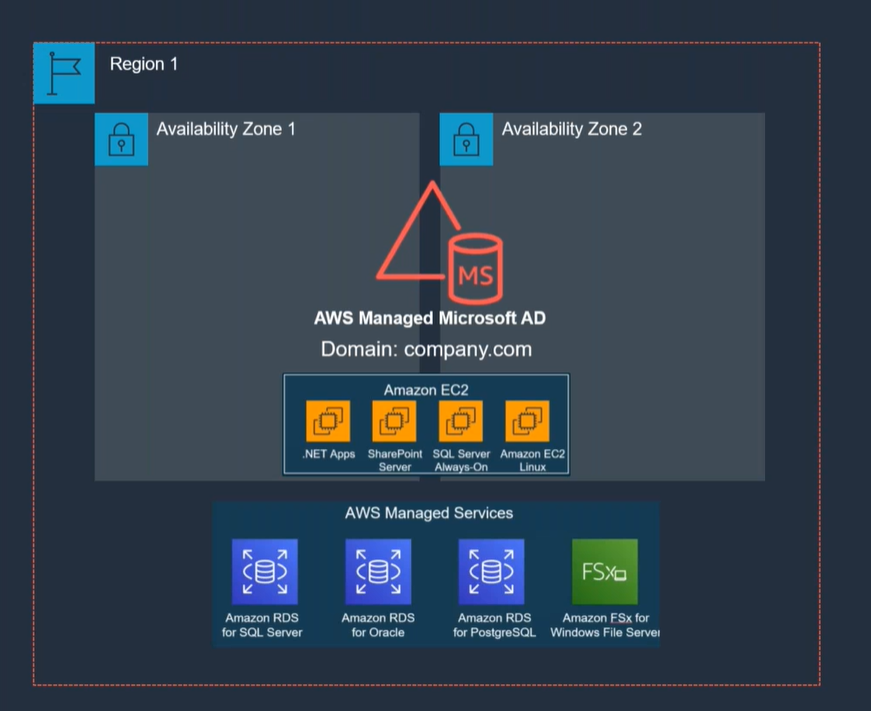 Region 1
Availability Zone 1
Availability Zone 2
MS
AWS Managed Microsoft AD
Domain: company.com
Amazon EC2
.NET Apps
SharePoint
Server
SQL Server
Always-On
Amazon EC2
Linux
AWS Managed Services
FSx
Amazon RDS
for SQL Server
Amazon RDS
for Oracle
Amazon RDS
for PostgreSQL
Amazon FSx for
Windows File Server